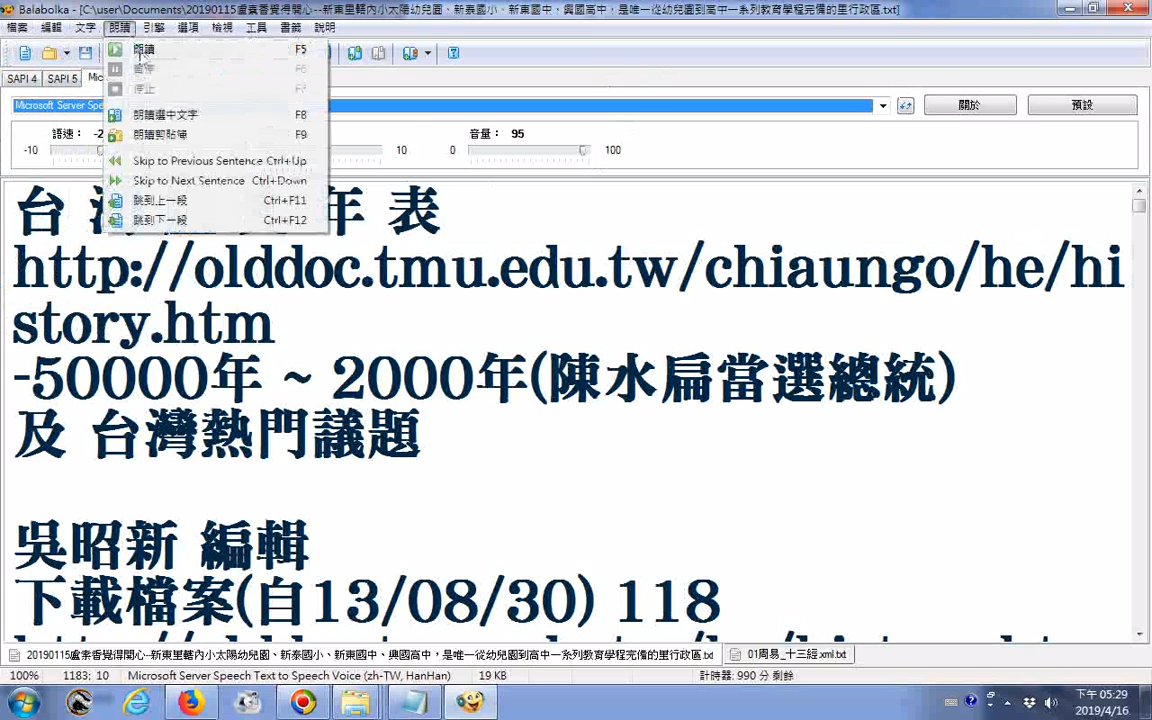 Balabolka - [C:\user\Documents\20190115盧素香覺得開心--新東里轄內小太陽幼兒園、新泰國小、新東國中、興國高中，是唯一從幼兒園到高中一系列教育學程完備的里行政區.txt]
檔案 編輯 文字 朗讀 引擎 選項 檢視 工具 書籤 說明
朗讀 F5
暫停 F6
停止 F7
SAPI 4 SAPI 5 Mic
Microsoft Server Spe
關於 預設
朗讀選中文字 F8
朗讀剪貼簿 F9
語速： -2 音量： 95
-10 10 0 100
Skip to Previous Sentence Ctrl+Up
Skip to Next Sentence Ctrl+Down
跳到上一段 Ctrl+F11
跳到下一段 Ctrl+F12
台 年 表
http://olddoc.tmu.edu.tw/chiaungo/he/hi
story.htm
-50000年 ~ 2000年(陳水扁當選總統)
及 台灣熱門議題
吳昭新 編輯
下載檔案(自13/08/30) 118
20190115盧素香覺得開心--新東里轄內小太陽幼兒園、新泰國小、新東國中、興國高中，是唯一從幼兒園到高中一系列教育學程完備的里行政區.txt 01周易_十三經.xml.txt
100% 1183: 10 Microsoft Server Speech Text to Speech Voice (zh-TW, HanHan) 19 KB 計時器: 990 分 剩餘
下午 05:29
2019/4/16